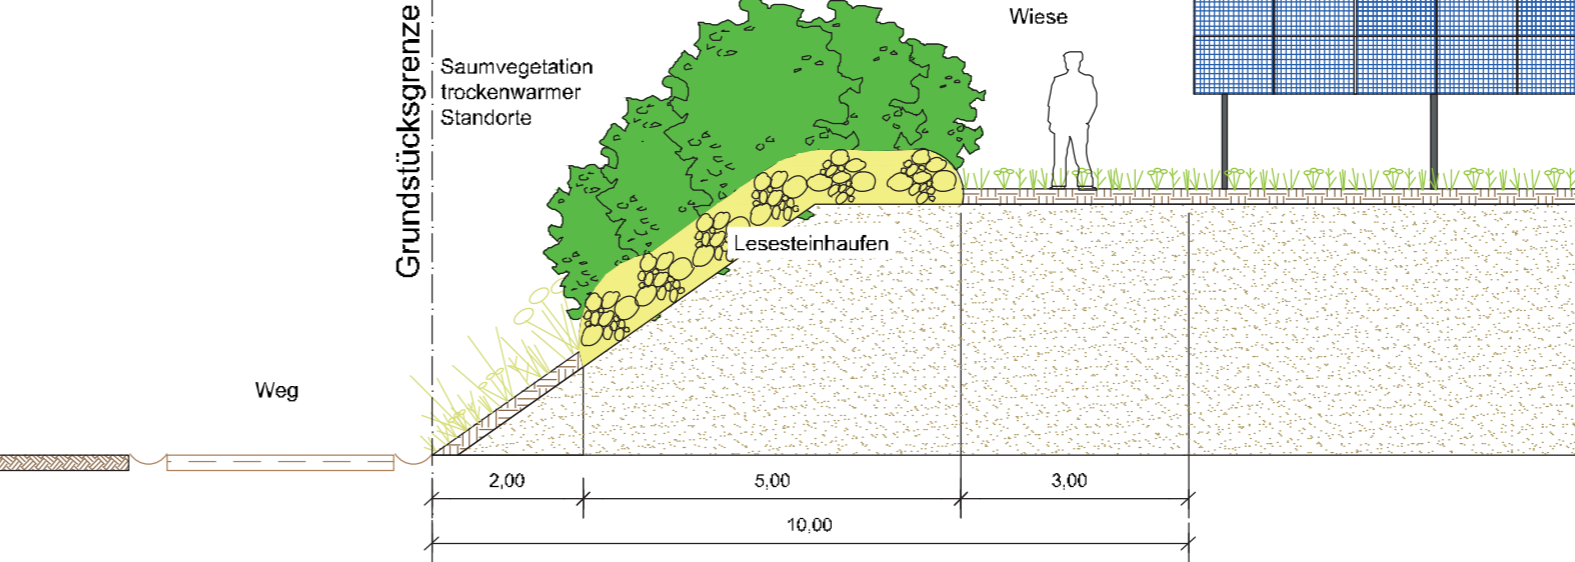 Grundstücksgrenze
Saumvegetation
trockenwarmer
Standorte
Wiese
Lesesteinhaufen
Weg
2,00
5,00
3,00
10,00